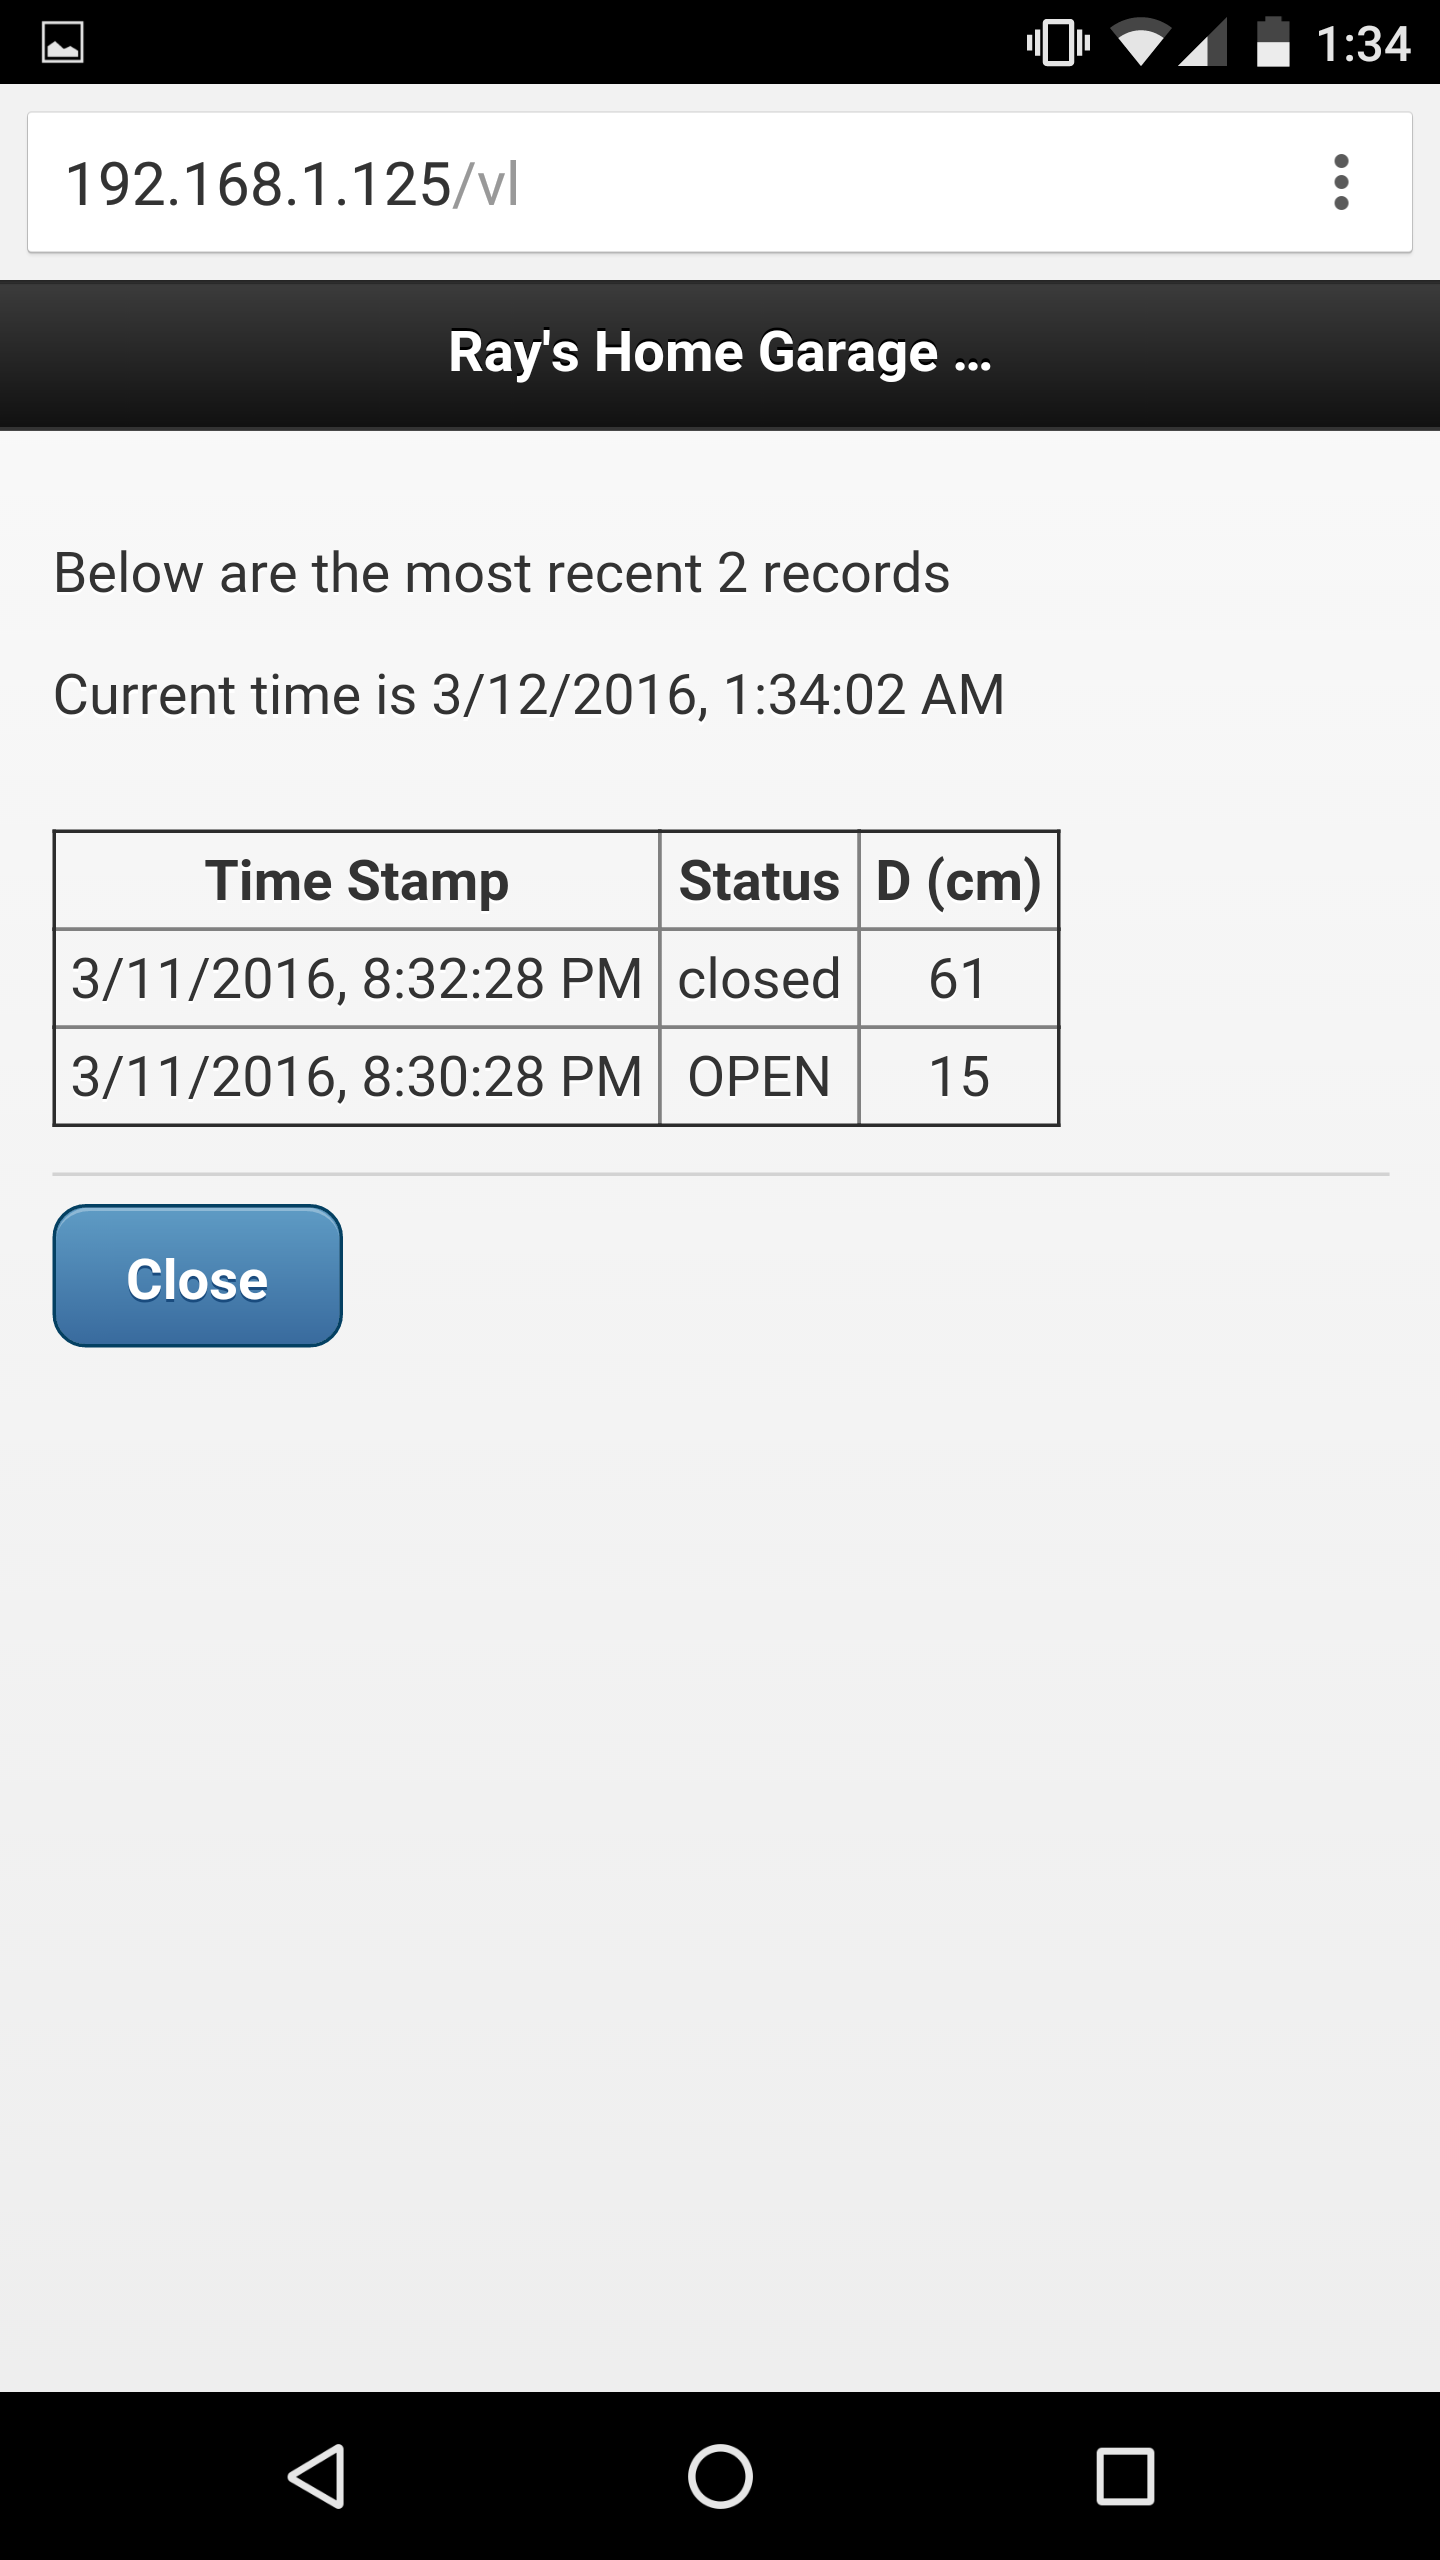 1:34
192.168.1.125/vl
Ray's Home Garage ...
Below are the most recent 2 records
Current time is 3/12/2016, 1:34:02 AM
Time Stamp Status D (cm)
3/11/2016, 8:32:28 PM closed 61
3/11/2016, 8:30:28 PM OPEN 15
Close